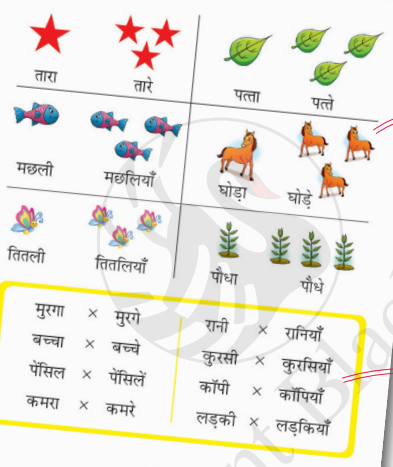 तारा तारे
पत्ता पत्ते
मछली मछलियाँ
घोड़ा घोड़े
तितली तितलियाँ
पौधा पौधे
मुरगा × मुरगे
बच्चा × बच्चे
पेंसिल × पेंसिलें
कमरा × कमरे
रानी × रानियाँ
कुरसी × कुरसियाँ
कॉपी × कॉपियाँ
लड़की × लड़कियाँ